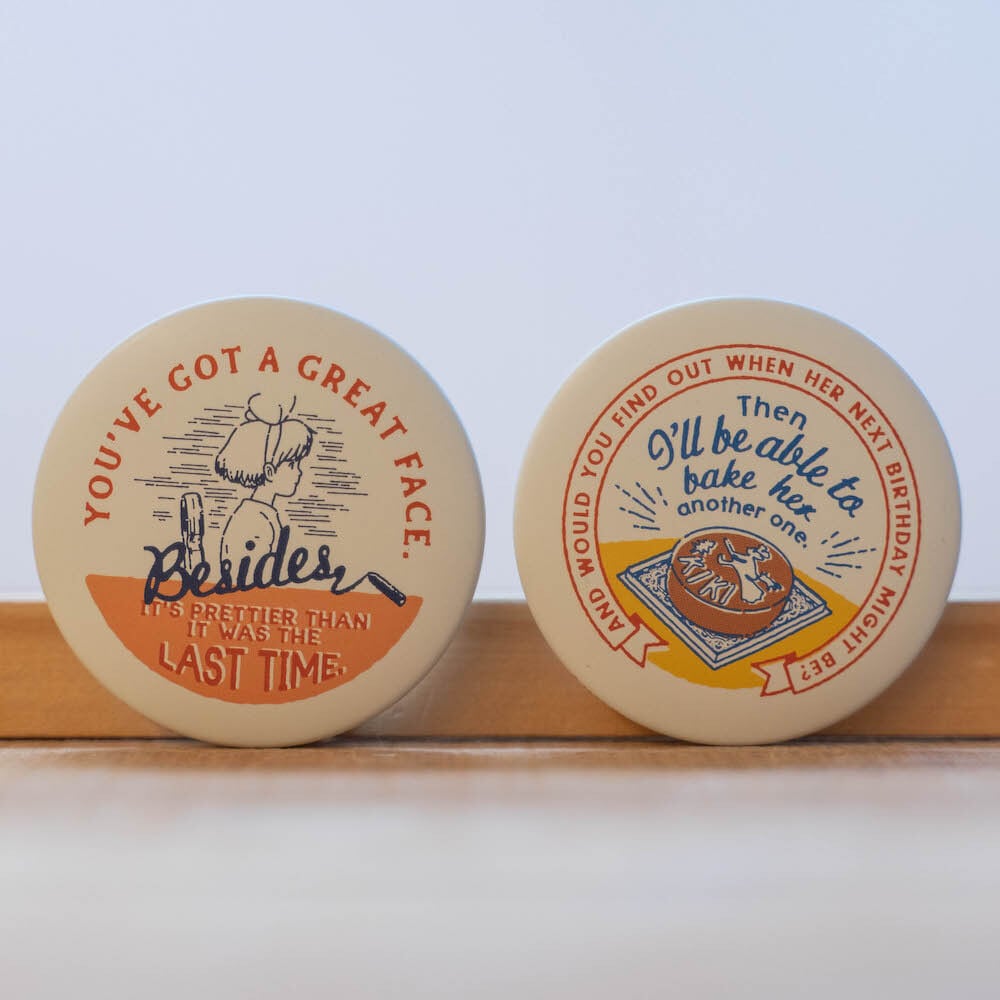 YOU'VE GOT A GREAT FACE.
Besides,
IT'S PRETTIER THAN
IT WAS THE
LAST TIME.
AND WOULD YOU FIND OUT WHEN HER NEXT BIRTHDAY MIGHT BE?
Then
I'll be able to
bake her
another one.
KIKI